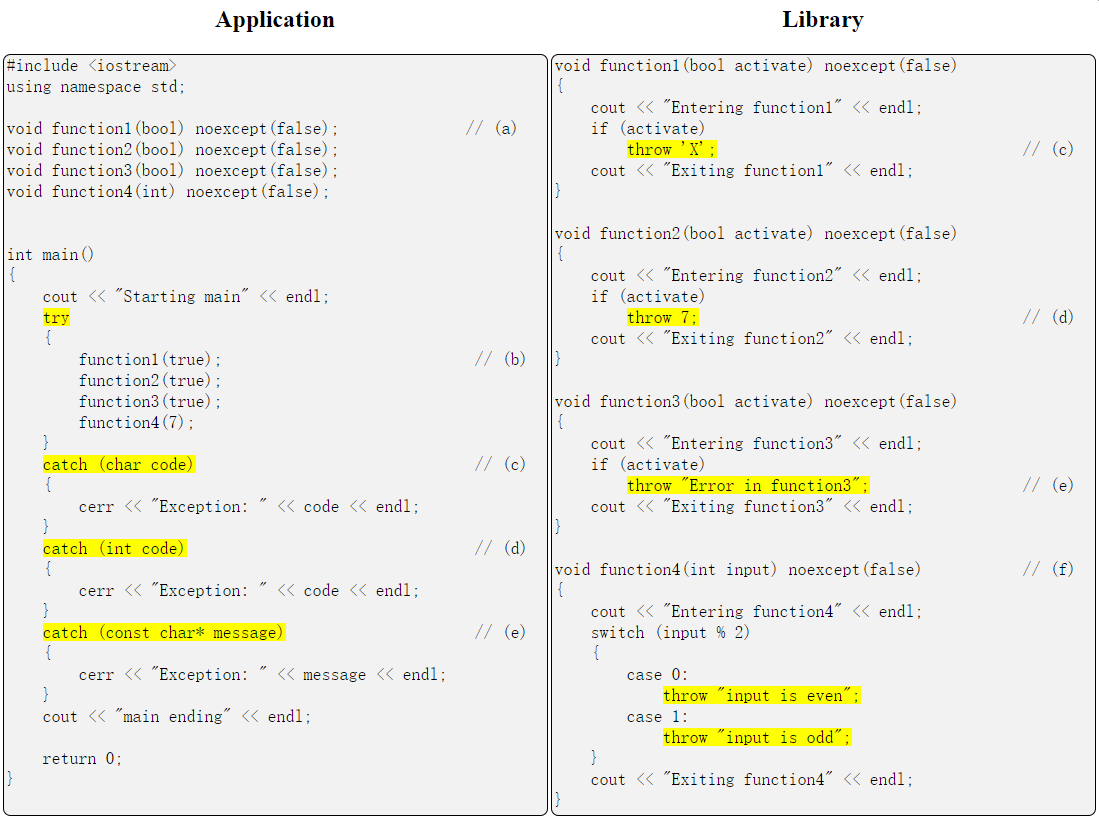 Application
#include <iostream>
using namespace std;
void function1(bool) noexcept(false); // (a)
void function2(bool) noexcept(false);
void function3(bool) noexcept(false);
void function4(int) noexcept(false);
int main()
{
    cout << "Starting main" << endl;
    try
    {
        function1(true); // (b)
        function2(true);
        function3(true);
        function4(7);
    }
    catch (char code) // (c)
    {
        cerr << "Exception: " << code << endl;
    }
    catch (int code) // (d)
    {
        cerr << "Exception: " << code << endl;
    }
    catch (const char* message) // (e)
    {
        cerr << "Exception: " << message << endl;
    }
    cout << "main ending" << endl;
    return 0;
}
Library
void function1(bool activate) noexcept(false)
{
    cout << "Entering function1" << endl;
    if (activate)
        throw 'X'; // (c)
    cout << "Exiting function1" << endl;
}
void function2(bool activate) noexcept(false)
{
    cout << "Entering function2" << endl;
    if (activate)
        throw 7; // (d)
    cout << "Exiting function2" << endl;
}
void function3(bool activate) noexcept(false)
{
    cout << "Entering function3" << endl;
    if (activate)
        throw "Error in function3"; // (e)
    cout << "Exiting function3" << endl;
}
void function4(int input) noexcept(false) // (f)
{
    cout << "Entering function4" << endl;
    switch (input % 2)
    {
        case 0:
            throw "input is even";
        case 1:
            throw "input is odd";
    }
    cout << "Exiting function4" << endl;
}